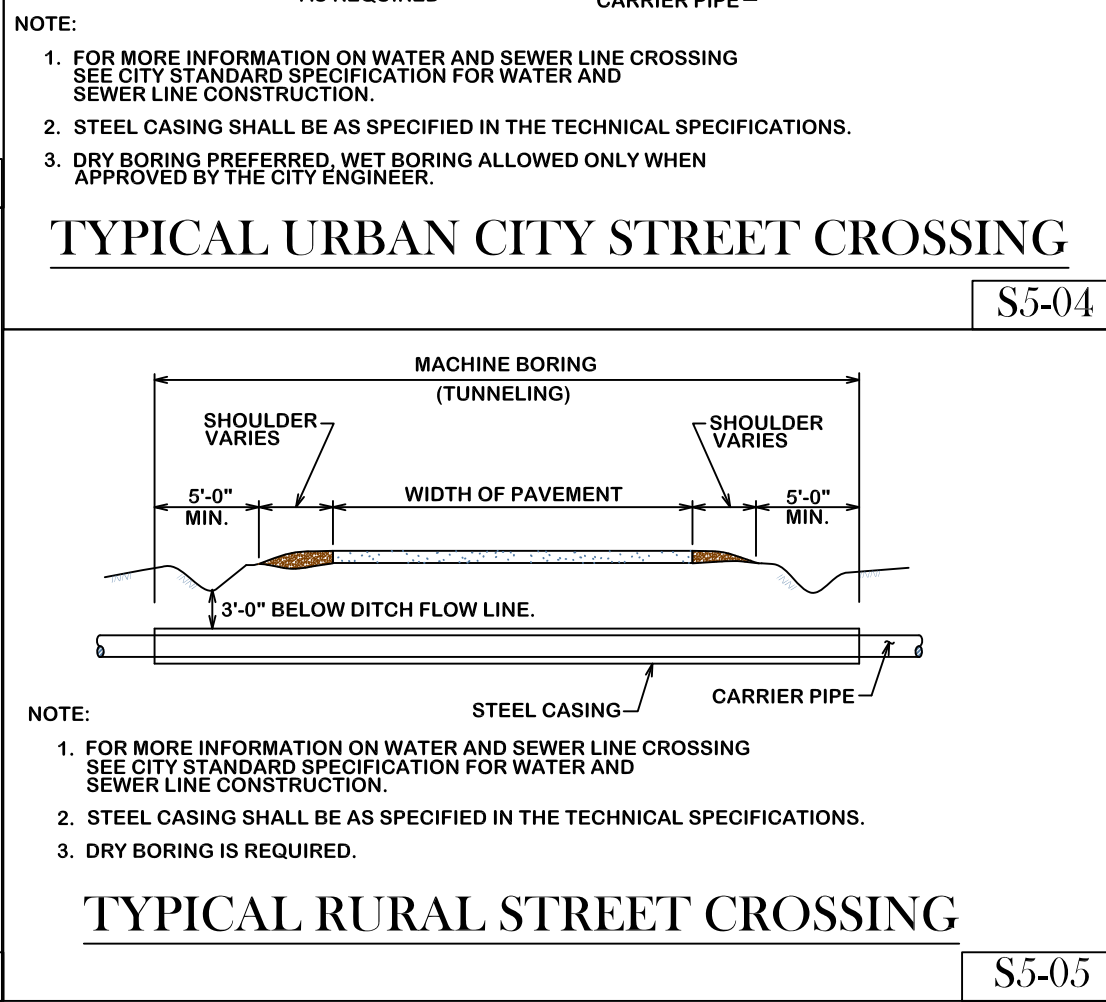 AS REQUIRED
CARRIER PIPE
NOTE:
1. FOR MORE INFORMATION ON WATER AND SEWER LINE CROSSING
SEE CITY STANDARD SPECIFICATION FOR WATER AND
SEWER LINE CONSTRUCTION.
2. STEEL CASING SHALL BE AS SPECIFIED IN THE TECHNICAL SPECIFICATIONS.
3. DRY BORING PREFERRED, WET BORING ALLOWED ONLY WHEN
APPROVED BY THE CITY ENGINEER.
TYPICAL URBAN CITY STREET CROSSING
S5-04
MACHINE BORING
(TUNNELING)
SHOULDER
VARIES
SHOULDER
VARIES
5'-0"
MIN.
WIDTH OF PAVEMENT
5'-0"
MIN.
3'-0" BELOW DITCH FLOW LINE.
STEEL CASING
CARRIER PIPE
NOTE:
1. FOR MORE INFORMATION ON WATER AND SEWER LINE CROSSING
SEE CITY STANDARD SPECIFICATION FOR WATER AND
SEWER LINE CONSTRUCTION.
2. STEEL CASING SHALL BE AS SPECIFIED IN THE TECHNICAL SPECIFICATIONS.
3. DRY BORING IS REQUIRED.
TYPICAL RURAL STREET CROSSING
S5-05